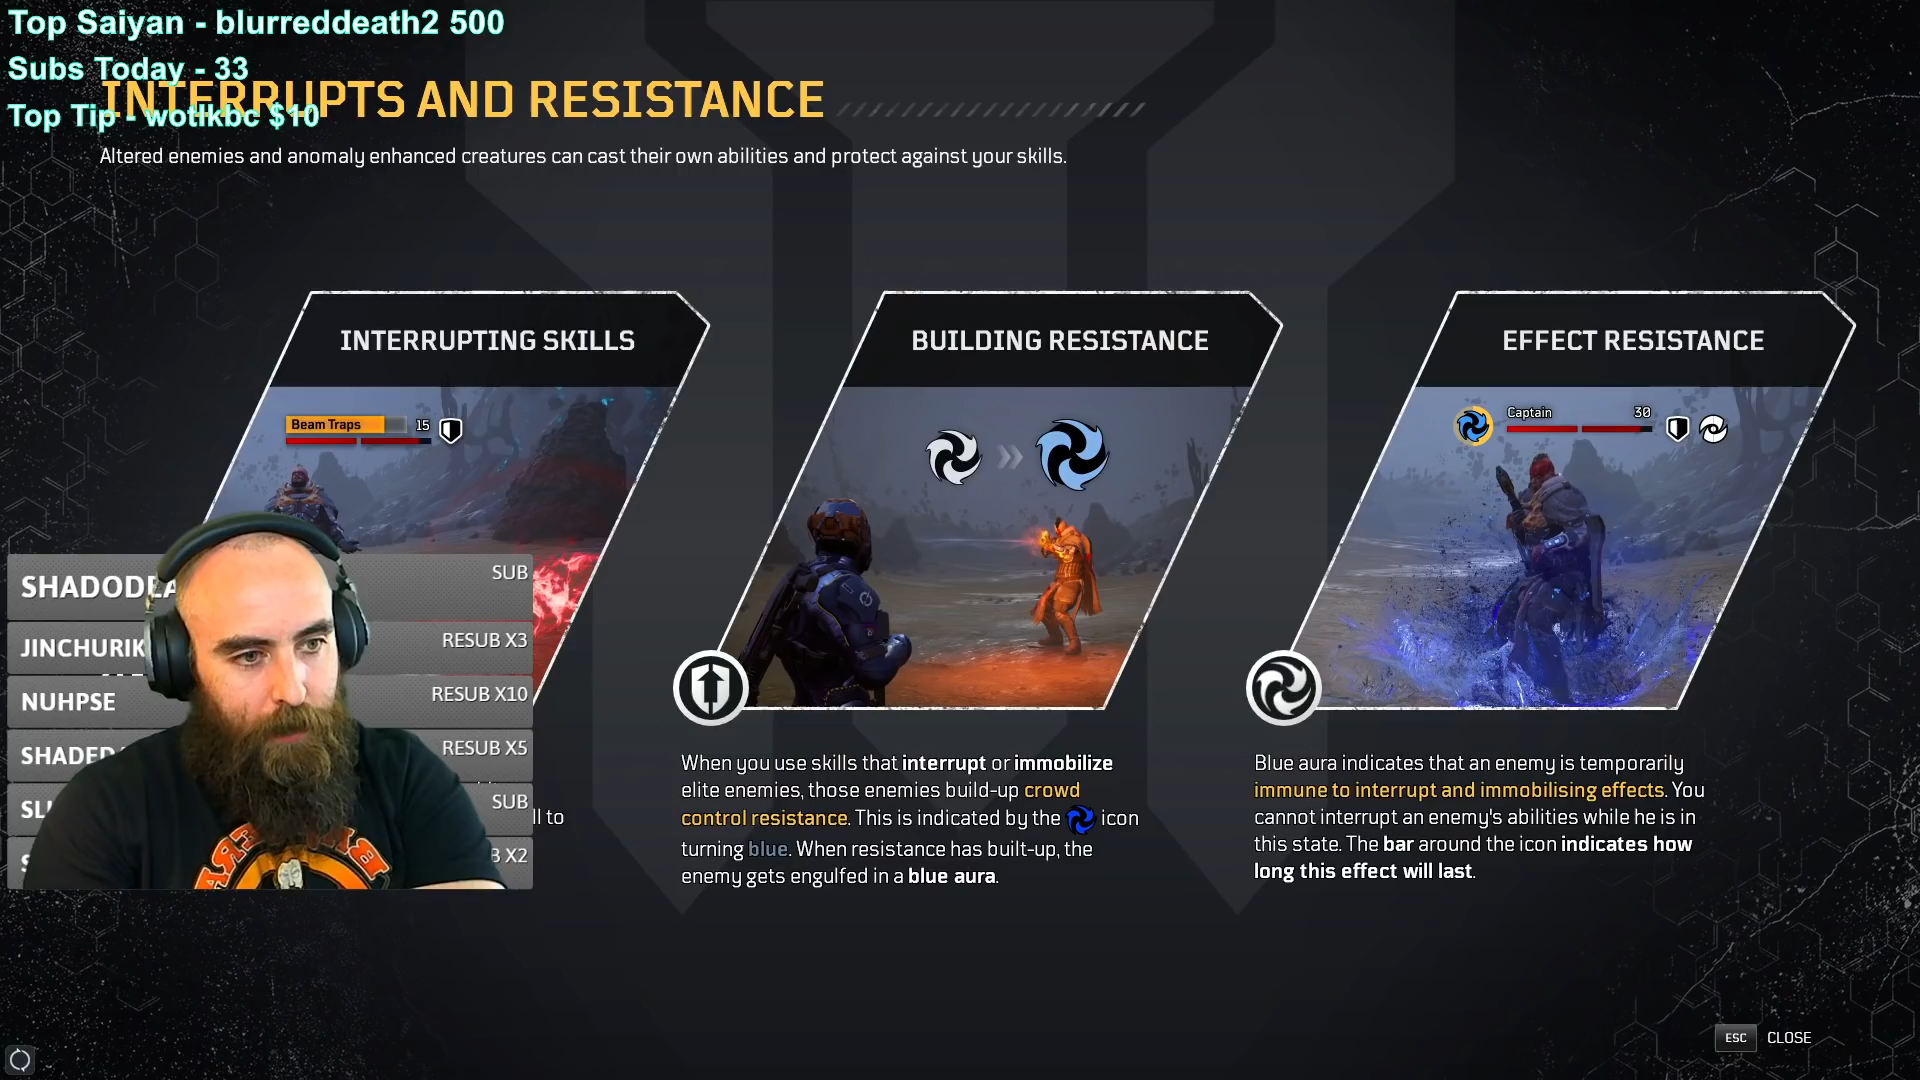 Top Saiyan - blurreddeath2 500
Subs Today - 33
INTERRUPTS AND RESISTANCE
Top Tip - wotlkbc $10
Altered enemies and anomaly enhanced creatures can cast their own abilities and protect against your skills.
INTERRUPTING SKILLS
Beam Traps 15
SUB
JINCHURIK
RESUB X3
NUHPSE RESUB X10
RESUB X5
SUB
ll to
X2
BUILDING RESISTANCE
When you use skills that interrupt or immobilize
elite enemies, those enemies build-up crowd
control resistance. This is indicated by the icon
turning blue. When resistance has built-up, the
enemy gets engulfed in a blue aura.
EFFECT RESISTANCE
Captain 30
Blue aura indicates that an enemy is temporarily
immune to interrupt and immobilising effects. You
cannot interrupt an enemy's abilities while he is in
this state. The bar around the icon indicates how
long this effect will last.
ESC CLOSE